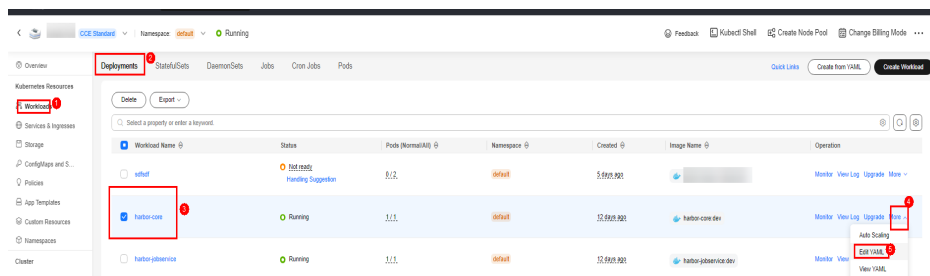 CCE Standard Namespace: default Running Feedback Kubectl Shell Create Node Pool Change Billing Mode ...
Overview
Deployments 2 StatefulSets DaemonSets Jobs Cron Jobs Pods Quick Links Create from YAML Create Workload
Kubernetes Resources
Workloads 1
Delete Export
Services & Ingresses
Select a property or enter a keyword.
Storage
Workload Name Status Pods (Normal/All) Namespace Created Image Name Operation
ConfigMaps and S...
Policies
sdfsdf Not ready 0/2 default 5 days ago Monitor View Log Upgrade More
Handling Suggestion
App Templates
Custom Resources
harbor-core 3 Running 1/1 default 12 days ago harbor-core:dev Monitor View Log Upgrade More 4
Namespaces
Auto Scaling
Edit YAML 5
Cluster
harbor-jobservice Running 1/1 default 12 days ago harbor-jobservice:dev Monitor View
View YAML